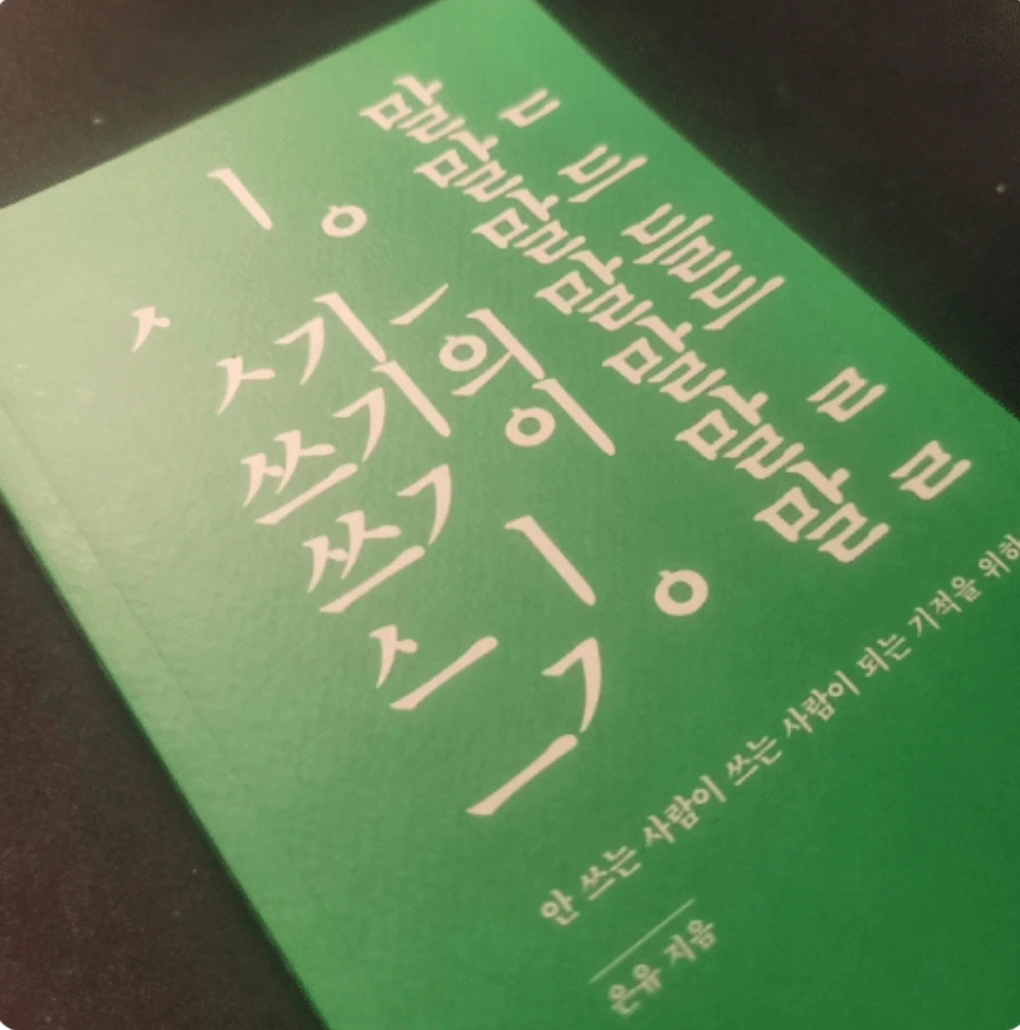 쓰기의 말들
안 쓰는 사람이 쓰는 사람이 되는 기적을 위하
은유 지음